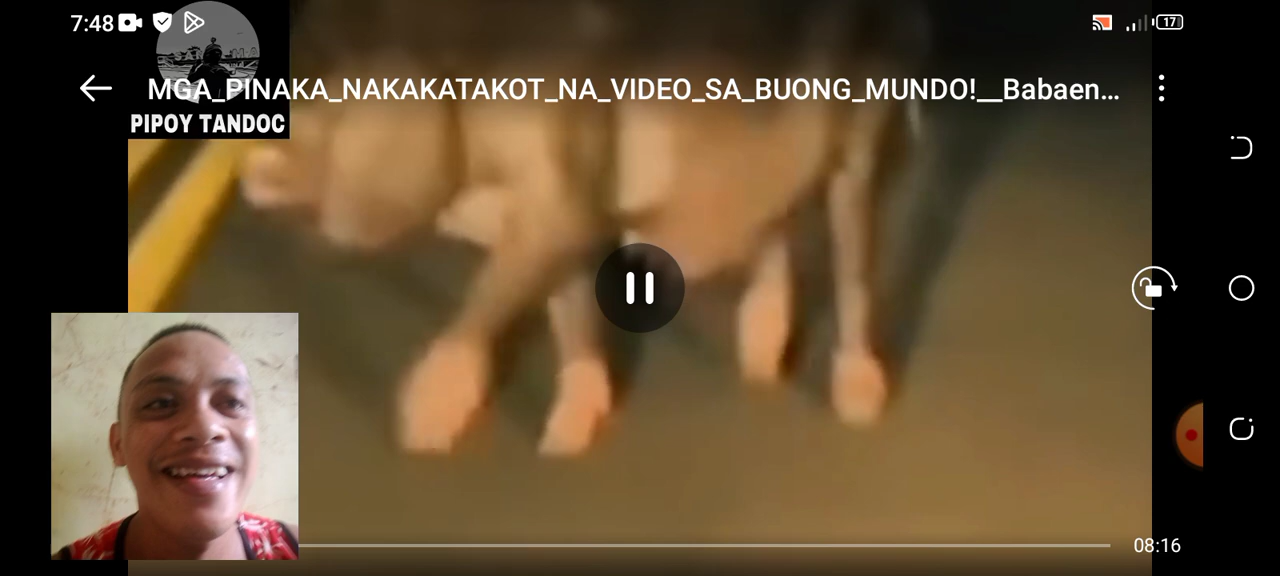 7:48
17
MGA_PINAKA_NAKAKATAKOT_NA_VIDEO_SA_BUONG_MUNDO!__Babaen...
PIPOY TANDOC
08:16